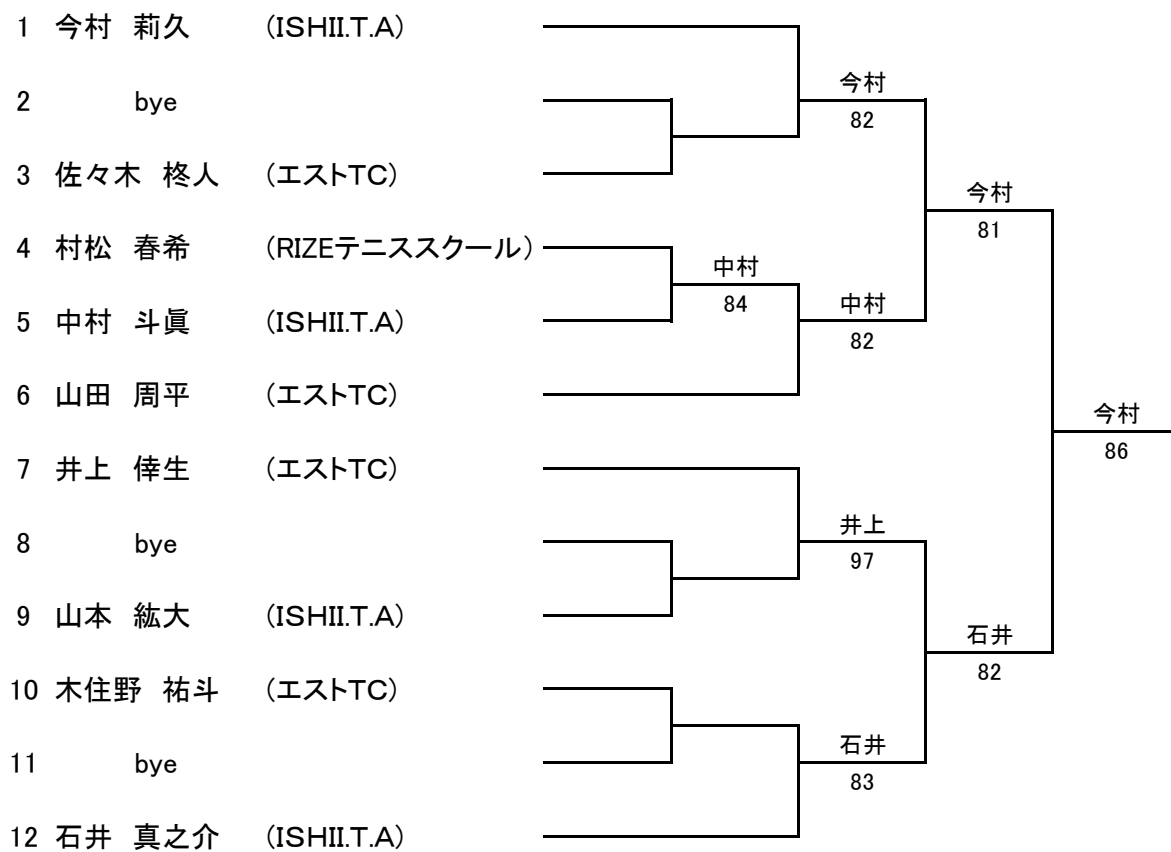 1 今村 莉久 (ISHII.T.A)
今村
2 bye
82
3 佐々木 柊人 (エストTC)
今村
81
4 村松 春希 (RIZEテニススクール)
中村
84
中村
5 中村 斗眞 (ISHII.T.A)
82
6 山田 周平 (エストTC)
今村
86
7 井上 倖生 (エストTC)
井上
8 bye
97
9 山本 紘大 (ISHII.T.A)
石井
82
10 木住野 祐斗 (エストTC)
石井
11 bye
83
12 石井 真之介 (ISHII.T.A)